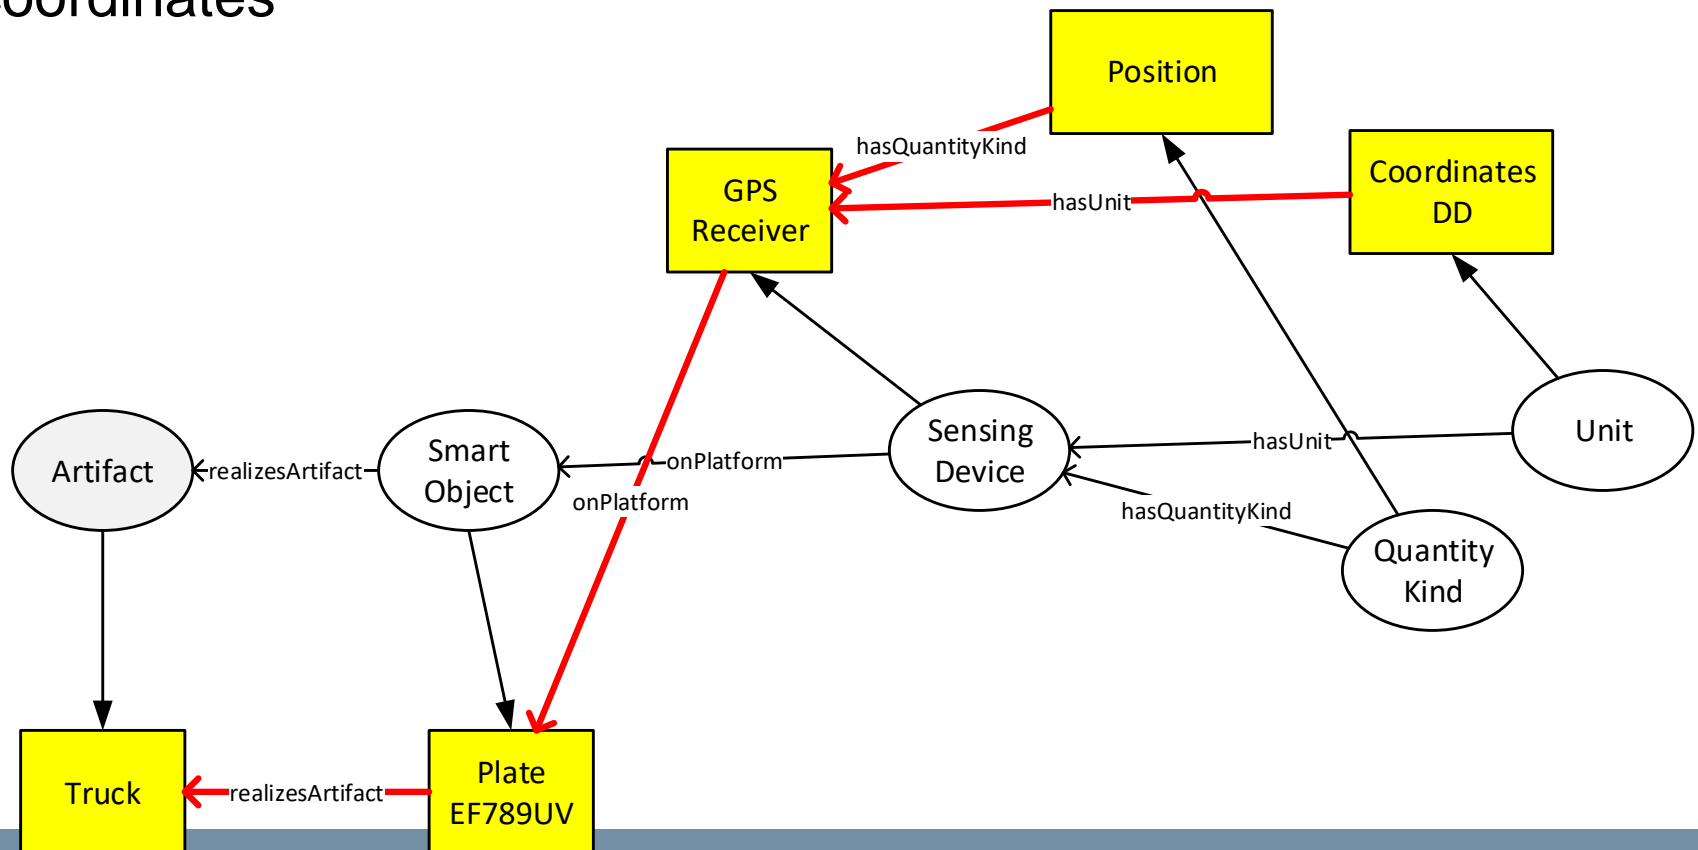 Position
hasQuantityKind
Coordinates
DD
GPS
Receiver
hasUnit
Sensing
Device
Unit
hasUnit
Smart
Object
Artifact
realizesArtifact
onPlatform
onPlatform
hasQuantityKind
Quantity
Kind
Plate
EF789UV
Truck
realizesArtifact